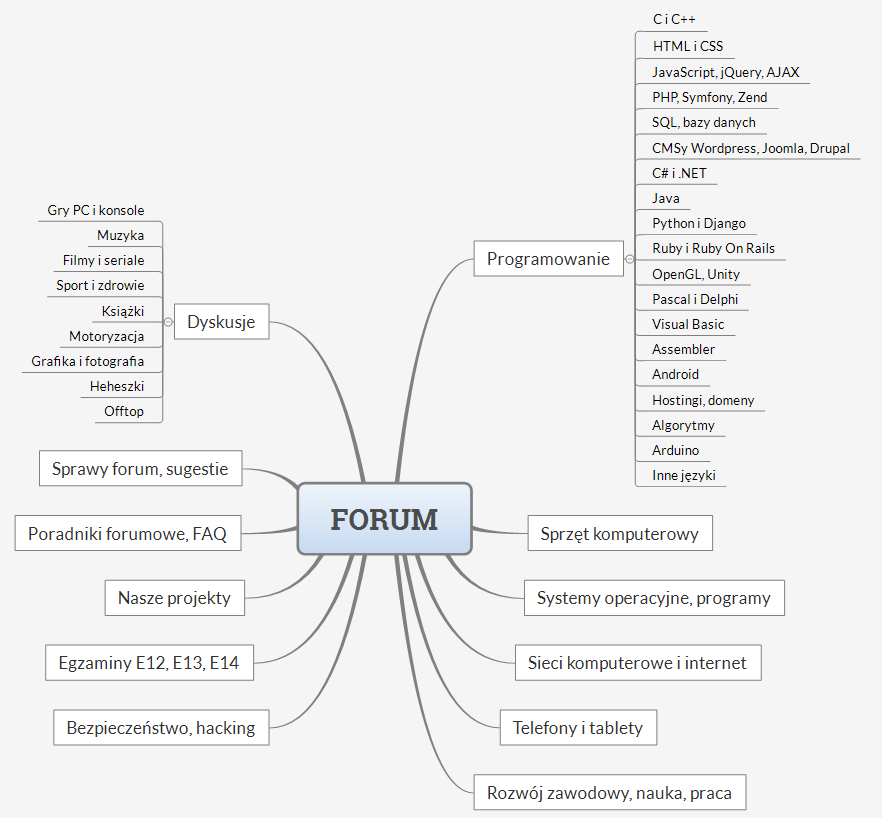 FORUM
Programowanie
C i C++
HTML i CSS
JavaScript, jQuery, AJAX
PHP, Symfony, Zend
SQL, bazy danych
CMSy Wordpress, Joomla, Drupal
C# i .NET
Java
Python i Django
Ruby i Ruby On Rails
OpenGL, Unity
Pascal i Delphi
Visual Basic
Assembler
Android
Hostingi, domeny
Algorytmy
Arduino
Inne języki
Sprzęt komputerowy
Systemy operacyjne, programy
Sieci komputerowe i internet
Telefony i tablety
Rozwój zawodowy, nauka, praca
Dyskusje
Gry PC i konsole
Muzyka
Filmy i seriale
Sport i zdrowie
Książki
Motoryzacja
Grafika i fotografia
Heheszki
Offtop
Sprawy forum, sugestie
Poradniki forumowe, FAQ
Nasze projekty
Egzaminy E12, E13, E14
Bezpieczeństwo, hacking